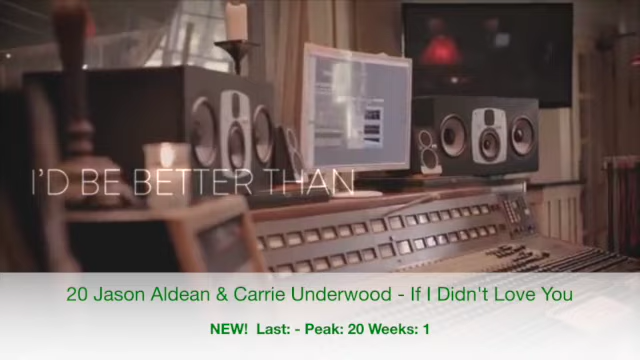 I'D BE BETTER THAN
20 Jason Aldean & Carrie Underwood - If I Didn't Love You
NEW! Last: - Peak: 20 Weeks: 1